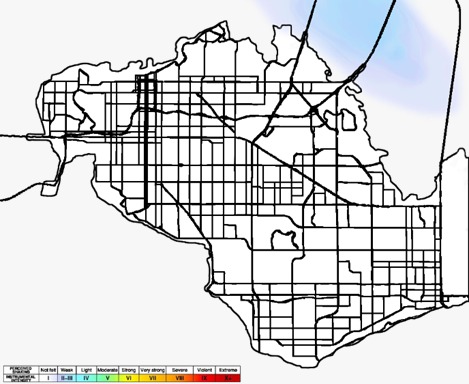 PERCEIVED SHAKING Not felt Weak Light Moderate Strong Very strong Severe Violent Extreme
INSTRUMENTAL INTENSITY I II-III IV V VI VII VIII IX X+